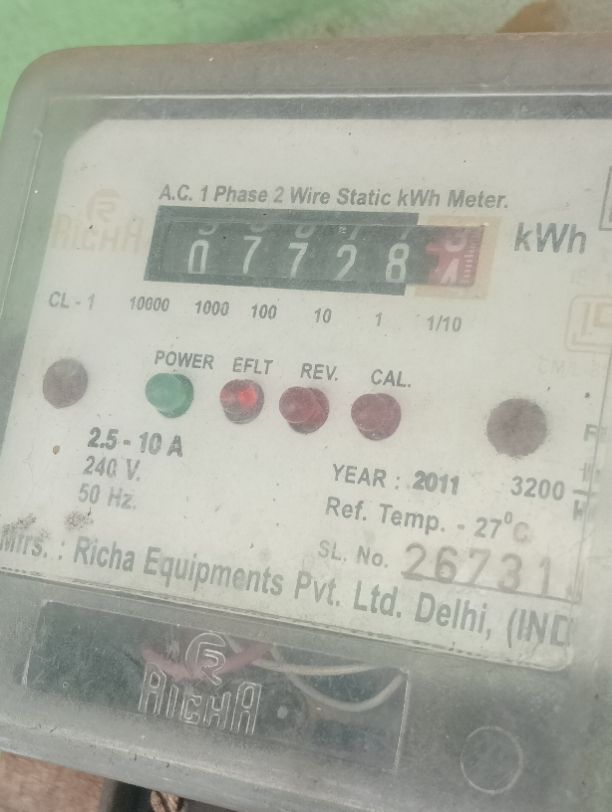 A.C. 1 Phase 2 Wire Static kWh Meter.
RICHA
07728 4 kWh
CL - 1 10000 1000 100 10 1 1/10
POWER EFLT REV. CAL.
2.5 - 10 A
240 V.
50 Hz.
YEAR : 2011 3200
Ref. Temp. - 27°C
SL. No. 26731
Mfrs. : Richa Equipments Pvt. Ltd. Delhi, (IND
RICHA